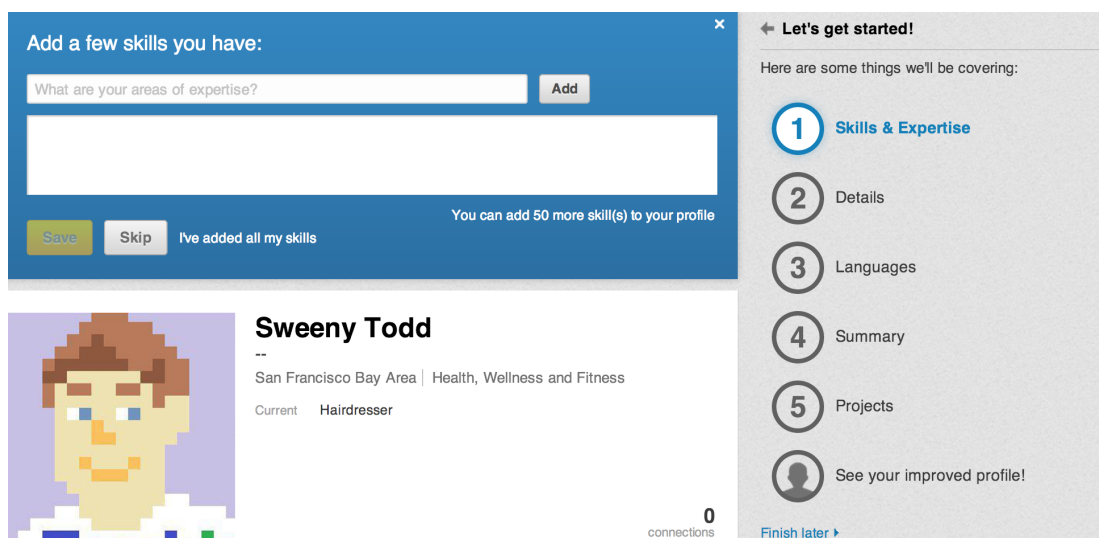 Add a few skills you have:
×
What are your areas of expertise?
Add
You can add 50 more skill(s) to your profile
Save
Skip
I've added all my skills
Sweeny Todd
--
San Francisco Bay Area | Health, Wellness and Fitness
Current Hairdresser
0
connections
Let's get started!
Here are some things we'll be covering:
1 Skills & Expertise
2 Details
3 Languages
4 Summary
5 Projects
See your improved profile!
Finish later